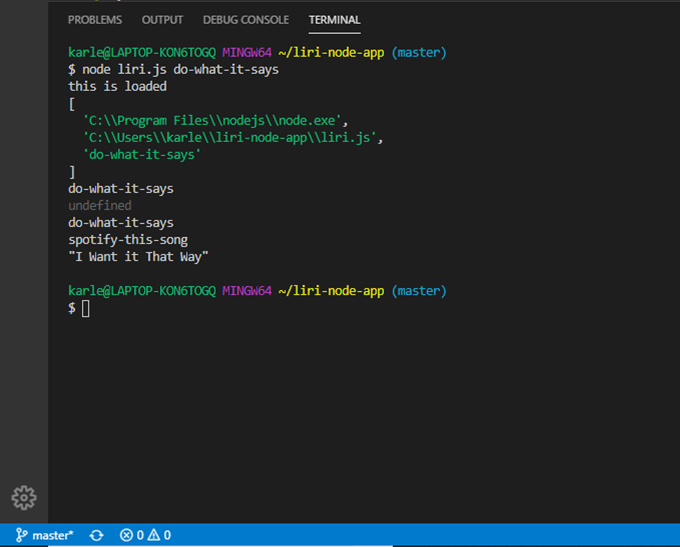 PROBLEMS OUTPUT DEBUG CONSOLE TERMINAL
karle@LAPTOP-KON6TOGQ MINGW64 ~/liri-node-app (master)
$ node liri.js do-what-it-says
this is loaded
[
  'C:\\Program Files\\nodejs\\node.exe',
  'C:\\Users\\karle\\liri-node-app\\liri.js',
  'do-what-it-says'
]
do-what-it-says
undefined
do-what-it-says
spotify-this-song
"I Want it That Way"
karle@LAPTOP-KON6TOGQ MINGW64 ~/liri-node-app (master)
$
master* 0 0